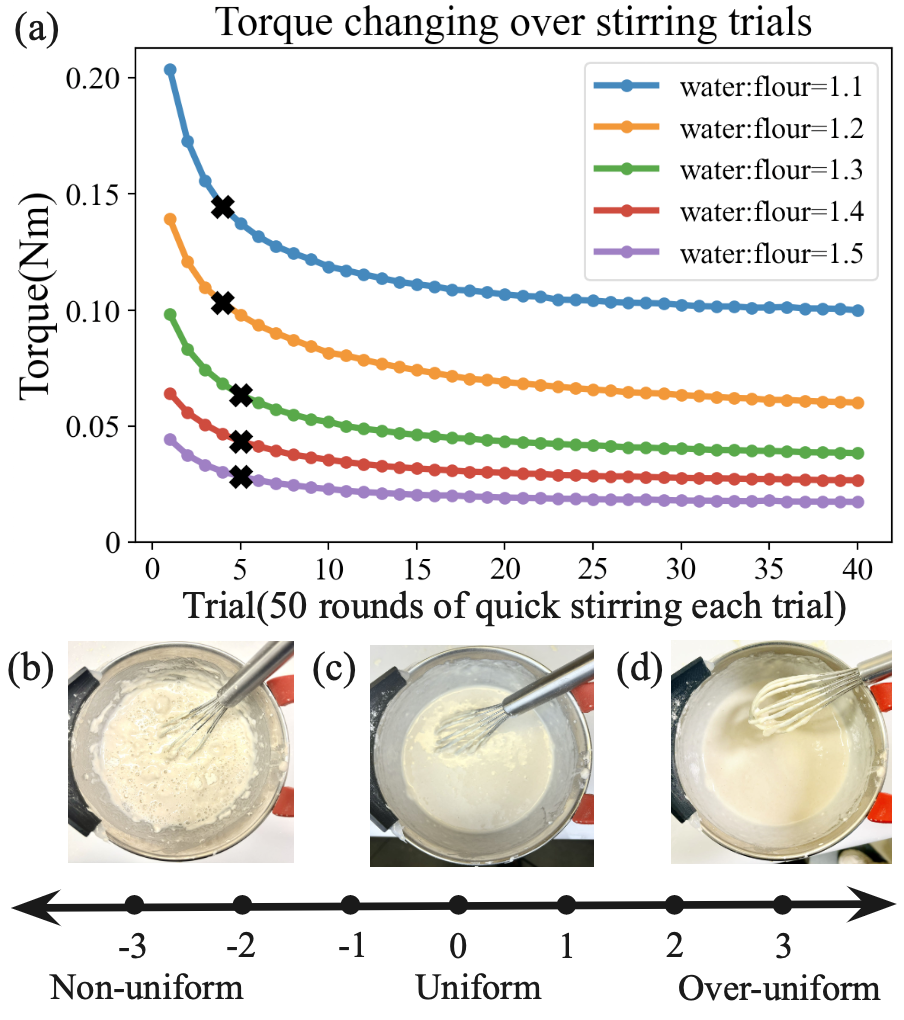 (a) Torque changing over stirring trials
Torque(Nm)
0.20
0.15
0.10
0.05
0
water:flour=1.1
water:flour=1.2
water:flour=1.3
water:flour=1.4
water:flour=1.5
0 5 10 15 20 25 30 35 40
Trial(50 rounds of quick stirring each trial)
(b) (c) (d)
-3 -2 -1 0 1 2 3
Non-uniform Uniform Over-uniform